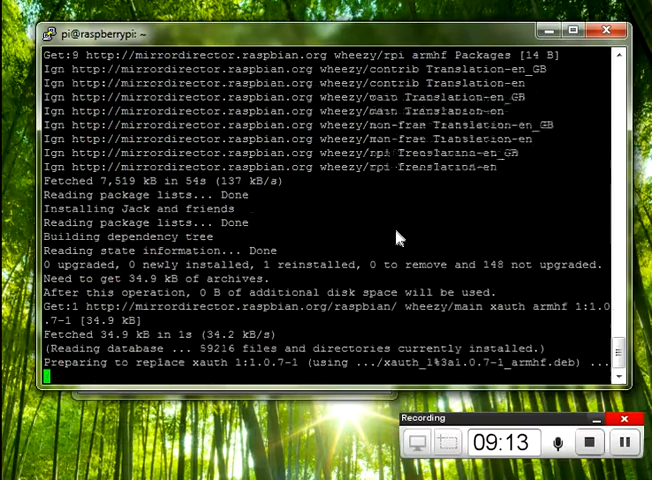 pi@raspberrypi: ~
Get:9 http://mirrordirector.raspbian.org wheezy/rpi armhf Packages [14 B]
Ign http://mirrordirector.raspbian.org wheezy/contrib Translation-en_GB
Ign http://mirrordirector.raspbian.org wheezy/contrib Translation-en
Ign http://mirrordirector.raspbian.org wheezy/main Translation-en_GB
Ign http://mirrordirector.raspbian.org wheezy/main Translation-en
Ign http://mirrordirector.raspbian.org wheezy/non-free Translation-en_GB
Ign http://mirrordirector.raspbian.org wheezy/non-free Translation-en
Ign http://mirrordirector.raspbian.org wheezy/rpi Translation-en_GB
Ign http://mirrordirector.raspbian.org wheezy/rpi Translation-en
Fetched 7,519 kB in 54s (137 kB/s)
Reading package lists... Done
Installing Jack and friends
Reading package lists... Done
Building dependency tree
Reading state information... Done
0 upgraded, 0 newly installed, 1 reinstalled, 0 to remove and 148 not upgraded.
Need to get 34.9 kB of archives.
After this operation, 0 B of additional disk space will be used.
Get:1 http://mirrordirector.raspbian.org/raspbian/ wheezy/main xauth armhf 1:1.0
.7-1 [34.9 kB]
Fetched 34.9 kB in 1s (34.2 kB/s)
(Reading database ... 59216 files and directories currently installed.)
Preparing to replace xauth 1:1.0.7-1 (using .../xauth_1%3a1.0.7-1_armhf.deb) ...
Recording
09:13